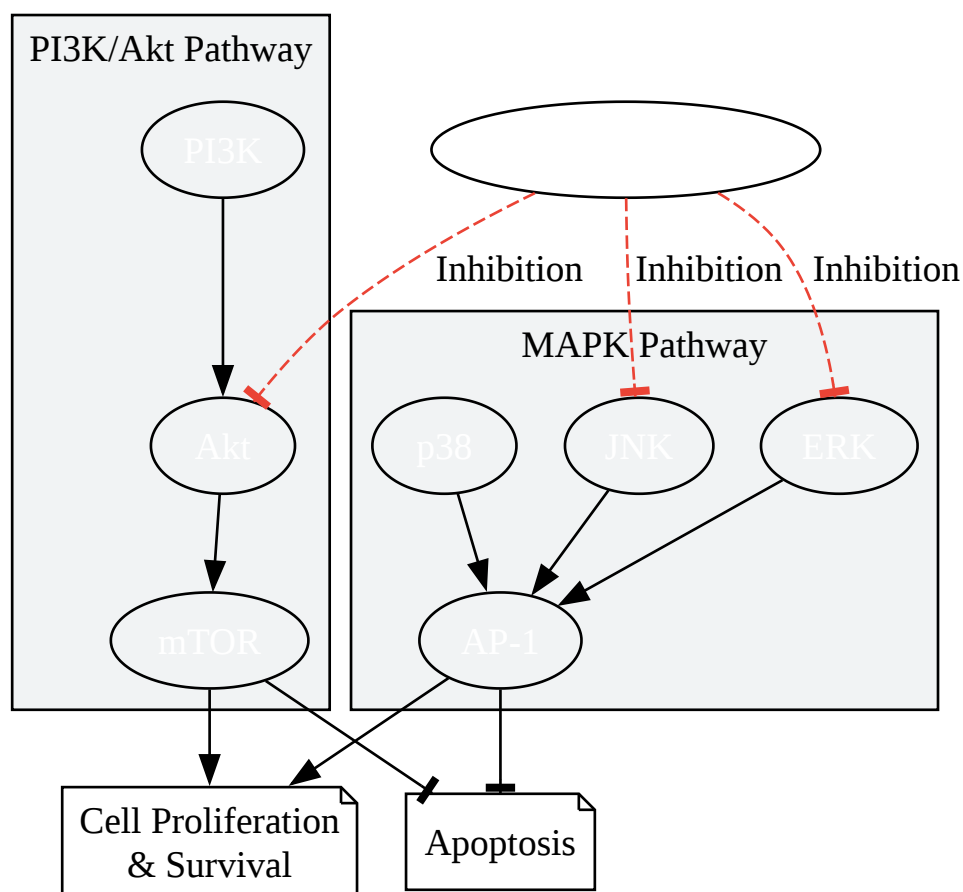 PI3K/Akt Pathway
PI3K
Inhibition
Inhibition
Inhibition
MAPK Pathway
Akt
p38
JNK
ERK
mTOR
AP-1
Cell Proliferation
& Survival
Apoptosis